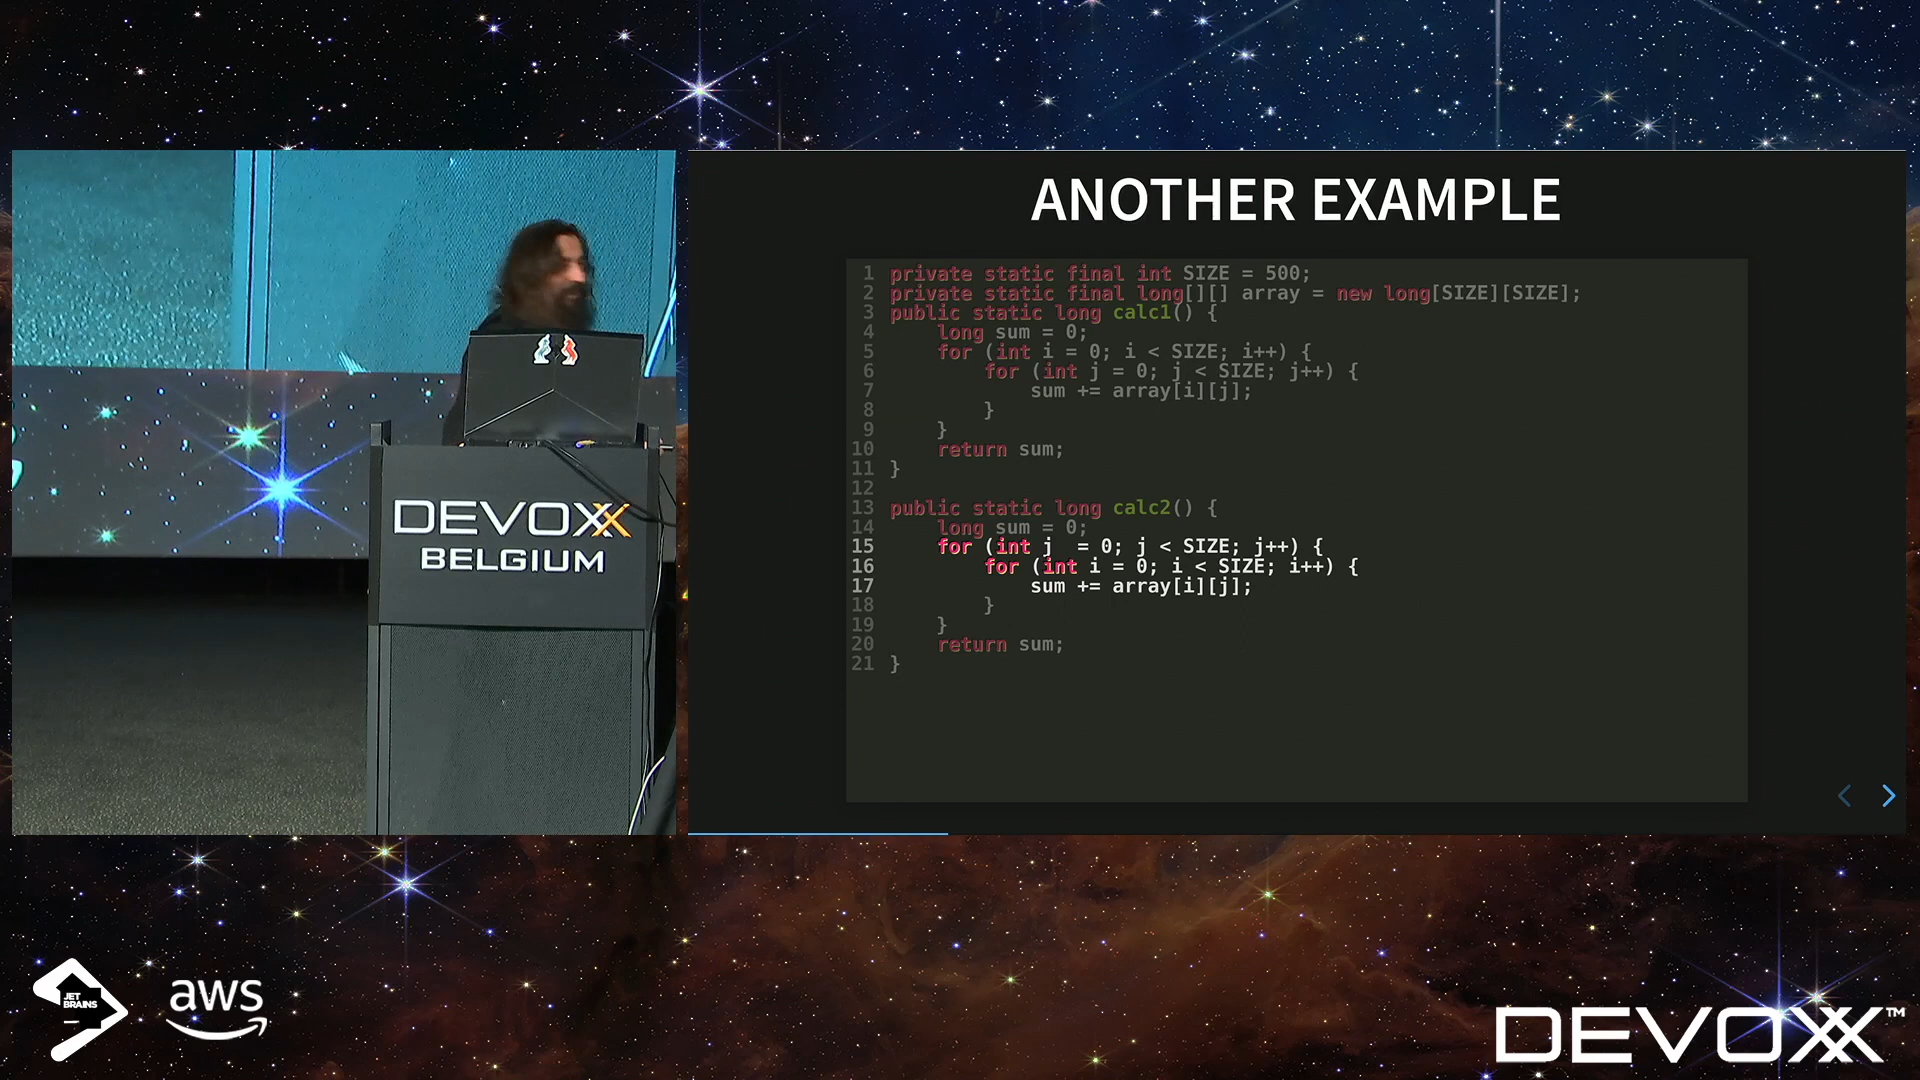 ANOTHER EXAMPLE
1 private static final int SIZE = 500;
2 private static final long[][] array = new long[SIZE][SIZE];
3 public static long calc1() {
4     long sum = 0;
5     for (int i = 0; i < SIZE; i++) {
6         for (int j = 0; j < SIZE; j++) {
7             sum += array[i][j];
8         }
9     }
10     return sum;
11 }
12
13 public static long calc2() {
14     long sum = 0;
15     for (int j  = 0; j < SIZE; j++) {
16         for (int i = 0; i < SIZE; i++) {
17             sum += array[i][j];
18         }
19     }
20     return sum;
21 }
DEVOXX
BELGIUM
JET
BRAINS
aws
DEVOXX™